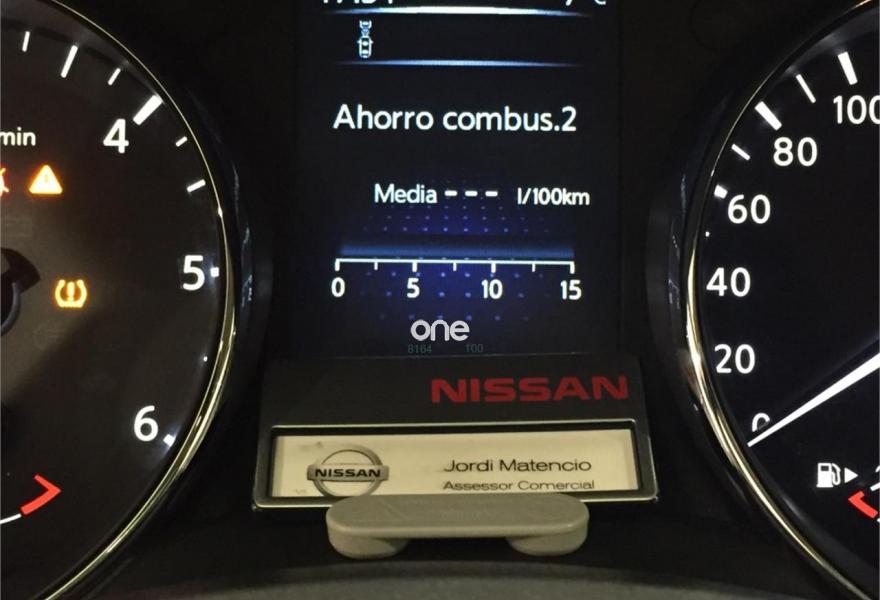 min
4
5
6
Ahorro combus.2
Media --- l/100km
0 5 10 15
one
8164 100
NISSAN
NISSAN
Jordi Matencio
Assessor Comercial
100
80
60
40
20
0